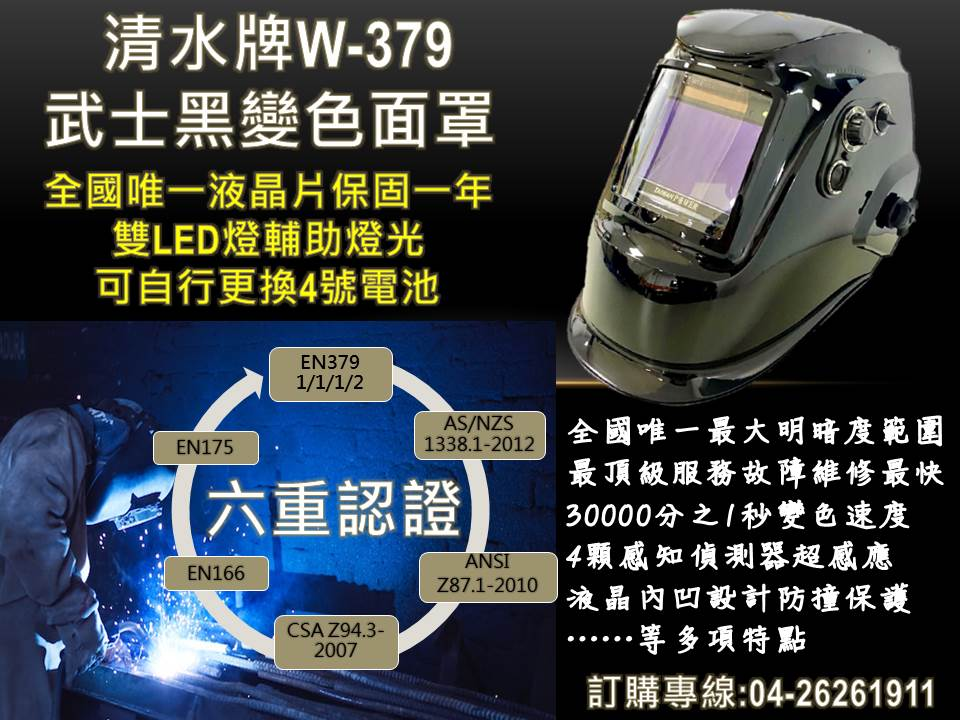 清水牌W-379
武士黑變色面罩
全國唯一液晶片保固一年
雙LED燈輔助燈光
可自行更換4號電池
TAIWAN POWER
EN379
1/1/1/2
AS/NZS
1338.1-2012
EN175
六重認證
EN166
ANSI
Z87.1-2010
CSA Z94.3-
2007
全國唯一最大明暗度範圍
最頂級服務故障維修最快
30000分之1秒變色速度
4顆感知偵測器超感應
液晶內凹設計防撞保護
……等多項特點
訂購專線:04-26261911